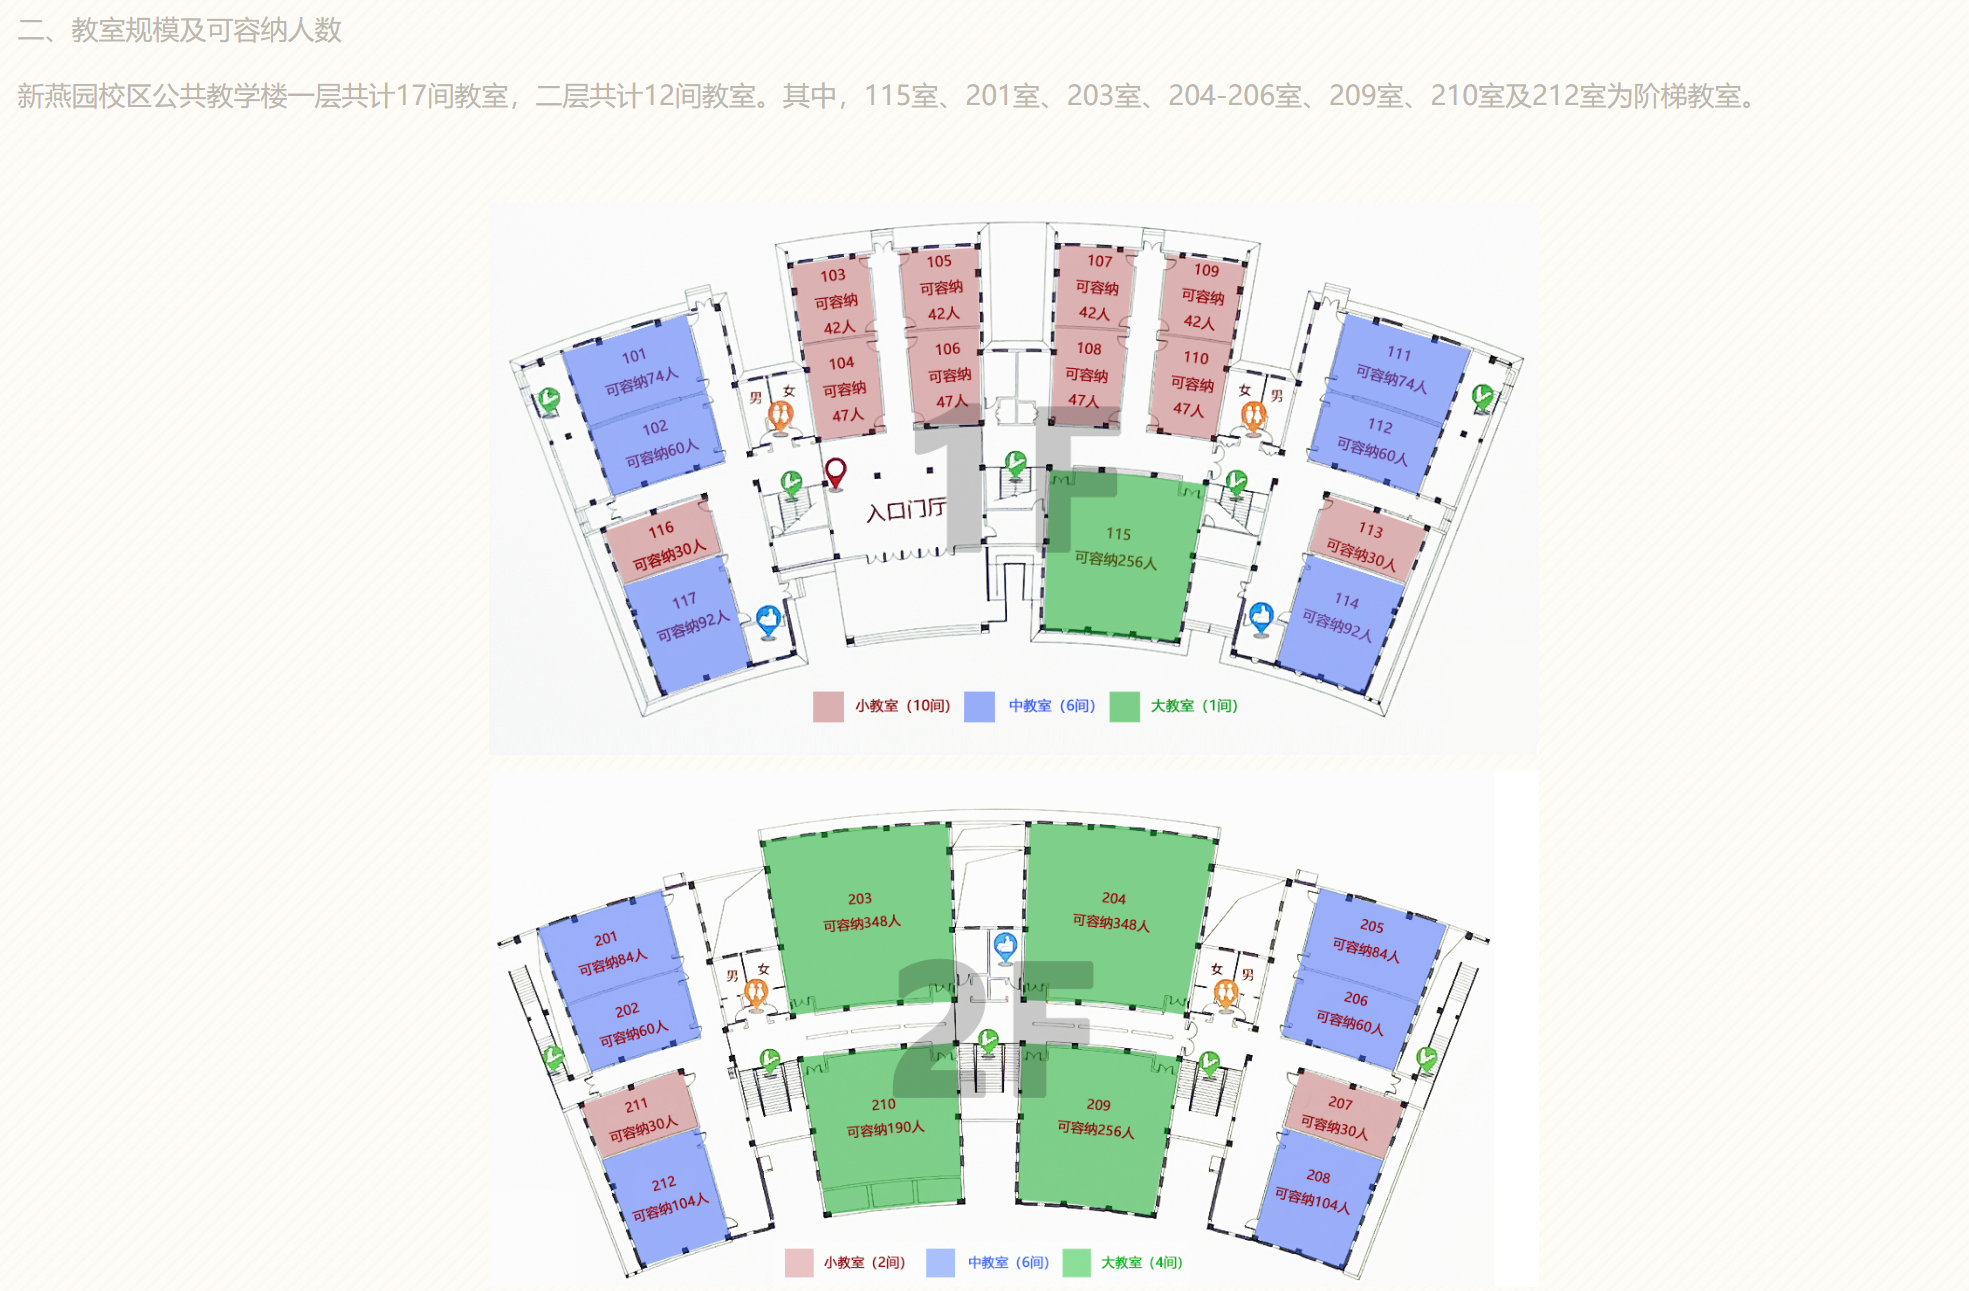 二、教室规模及可容纳人数
新燕园校区公共教学楼一层共计17间教室，二层共计12间教室。其中，115室、201室、203室、204-206室、209室、210室及212室为阶梯教室。
103
可容纳
42人
105
可容纳
42人
107
可容纳
42人
109
可容纳
42人
104
可容纳
47人
106
可容纳
47人
108
可容纳
47人
110
可容纳
47人
101
可容纳74人
102
可容纳60人
男
女
女
男
111
可容纳74人
112
可容纳60人
1F
入口门厅
116
可容纳30人
117
可容纳92人
115
可容纳256人
113
可容纳30人
114
可容纳92人
小教室（10间）
中教室（6间）
大教室（1间）
203
可容纳348人
204
可容纳348人
201
可容纳84人
202
可容纳60人
男
女
女
男
205
可容纳84人
206
可容纳60人
2F
211
可容纳30人
212
可容纳104人
210
可容纳190人
209
可容纳256人
207
可容纳30人
208
可容纳104人
小教室（2间）
中教室（6间）
大教室（4间）